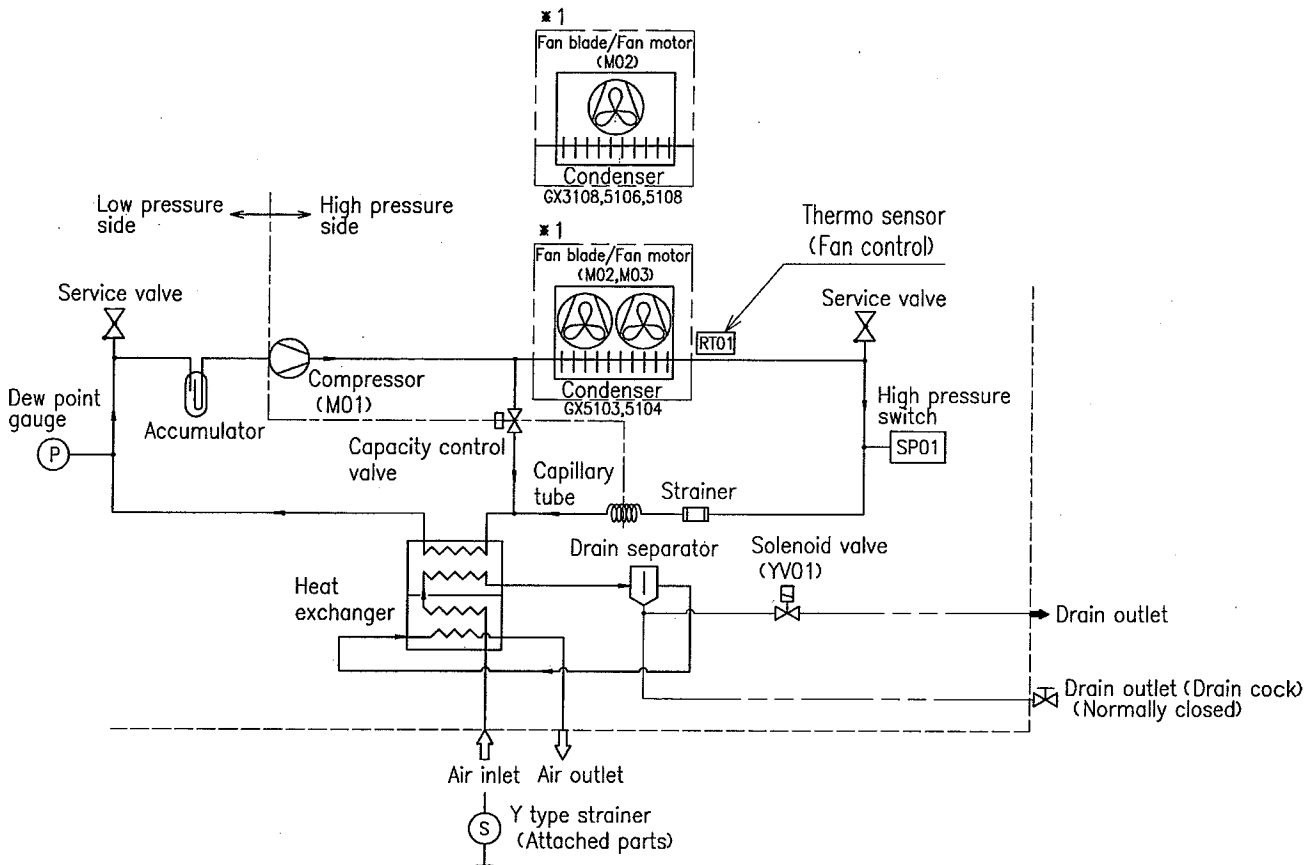 *1
Fan blade/Fan motor
(M02)
Condenser
GX3108,5106,5108
Low pressure
side
High pressure
side
*1
Fan blade/Fan motor
(M02,M03)
Condenser
GX5103,5104
Thermo sensor
(Fan control)
RT01
Service valve
Service valve
Compressor
(M01)
Dew point
gauge
P
Accumulator
Capacity control
valve
High pressure
switch
SP01
Capillary
tube
Strainer
Heat
exchanger
Drain separator
Solenoid valve
(YV01)
Drain outlet
Drain outlet (Drain cock)
(Normally closed)
Air inlet
Air outlet
S
Y type strainer
(Attached parts)